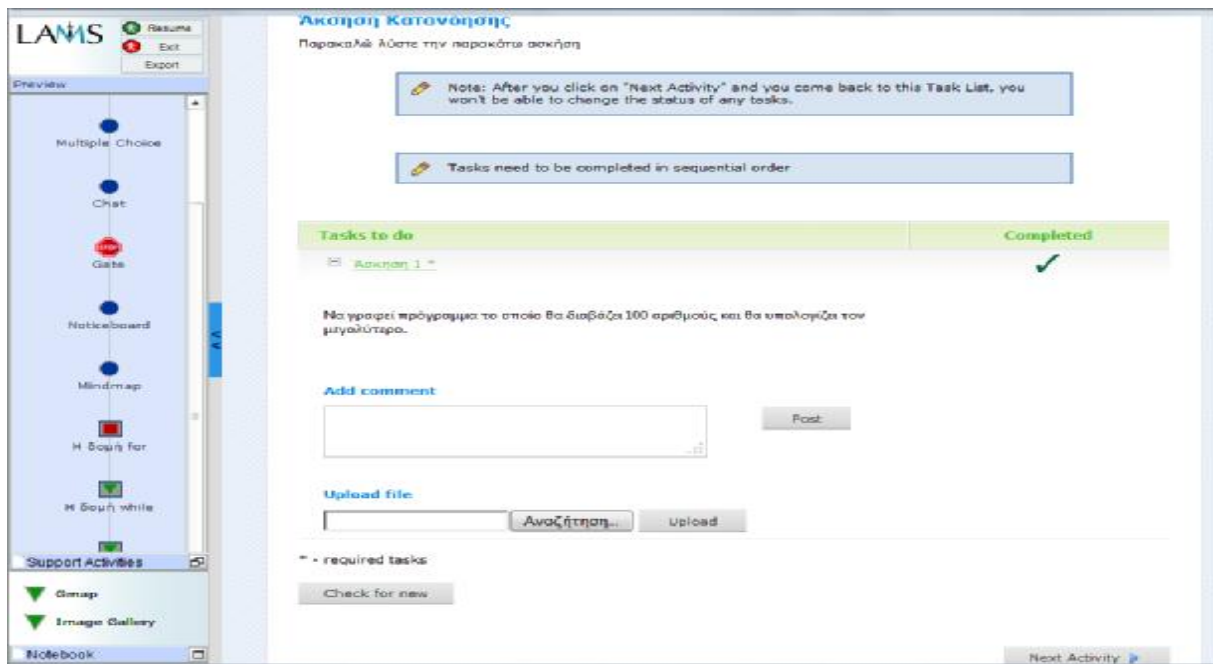 LAMS
Resume
Exit
Export
Preview
Multiple Choice
Chat
STOP
Gate
Noticeboard
Mindmap
Η δομή for
Η δομή while
Support Activities
Gmap
Image Gallery
Notebook
Άσκηση Κατανόησης
Παρακαλώ λύστε την παρακάτω ασκήση
Note: After you click on "Next Activity" and you come back to this Task List, you
won't be able to change the status of any tasks.
Tasks need to be completed in sequential order
Tasks to do
Completed
Άσκηση 1 *
Να γραφεί πρόγραμμα το οποίο θα διαβάζει 100 αριθμούς και θα υπολογίζει τον
μεγαλύτερο.
Add comment
Post
Upload file
Αναζήτηση...
Upload
* - required tasks
Check for new
Next Activity